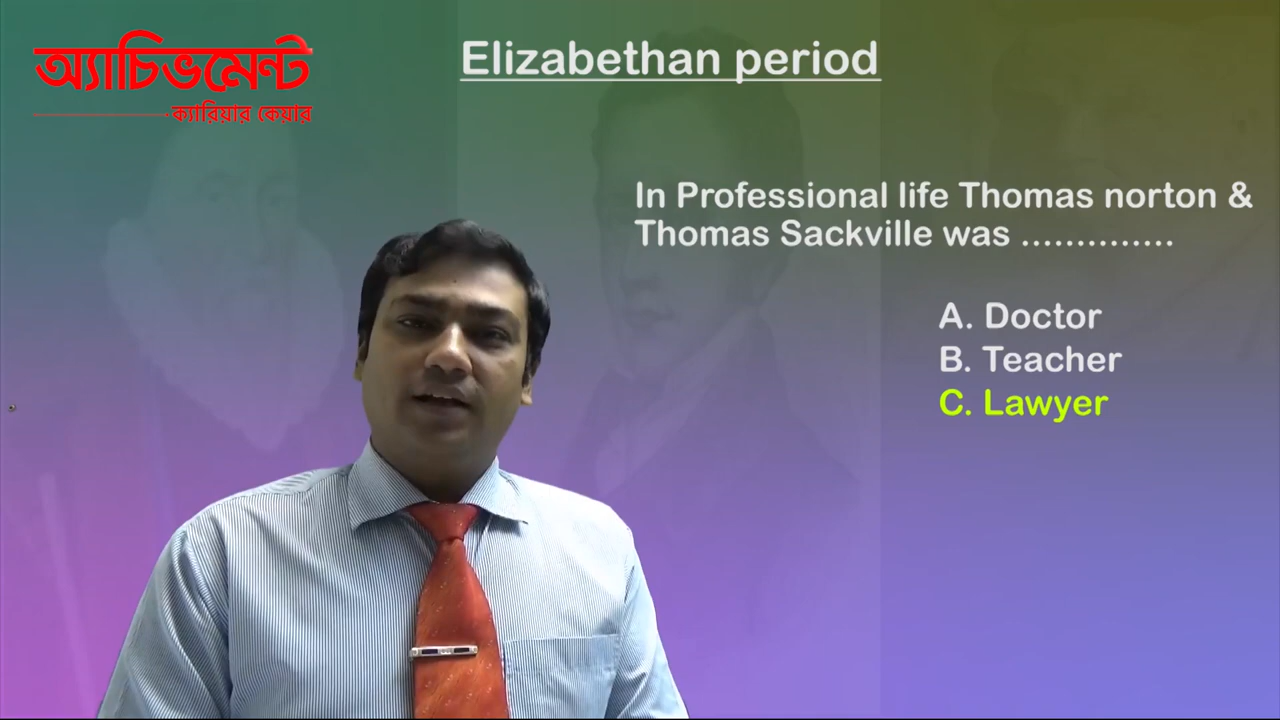 অ্যাচিভমেন্ট
ক্যারিয়ার কেয়ার
Elizabethan period
In Professional life Thomas norton &
Thomas Sackville was ..............
A. Doctor
B. Teacher
C. Lawyer